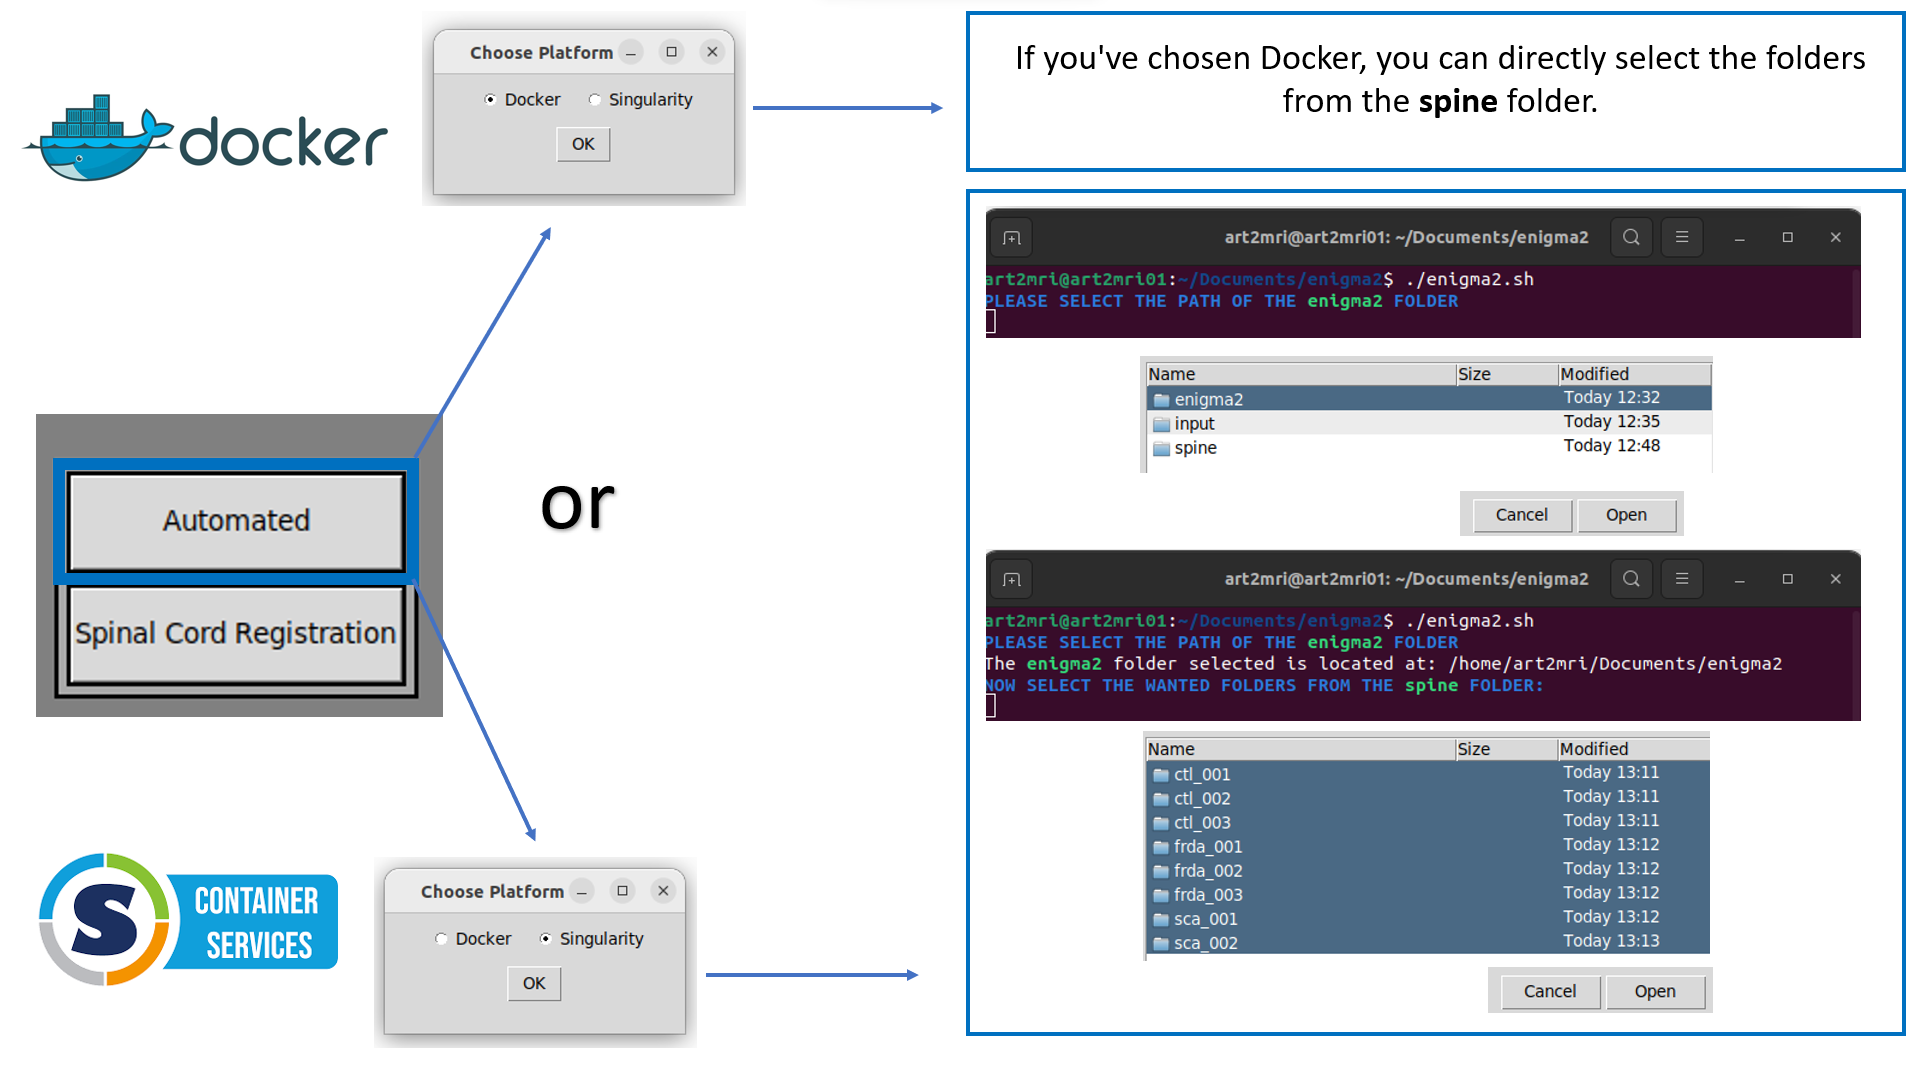 Choose Platform
Docker Singularity
OK
docker
If you've chosen Docker, you can directly select the folders
from the spine folder.
Automated
Spinal Cord Registration
or
S CONTAINER
SERVICES
Choose Platform
Docker Singularity
OK
art2mri@art2mri01: ~/Documents/enigma2
art2mri@art2mri01:~/Documents/enigma2$ ./enigma2.sh
PLEASE SELECT THE PATH OF THE enigma2 FOLDER
Name Size Modified
enigma2 Today 12:32
input Today 12:35
spine Today 12:48
Cancel Open
art2mri@art2mri01: ~/Documents/enigma2
art2mri@art2mri01:~/Documents/enigma2$ ./enigma2.sh
PLEASE SELECT THE PATH OF THE enigma2 FOLDER
The enigma2 folder selected is located at: /home/art2mri/Documents/enigma2
NOW SELECT THE WANTED FOLDERS FROM THE spine FOLDER:
Name Size Modified
ctl_001 Today 13:11
ctl_002 Today 13:11
ctl_003 Today 13:11
frda_001 Today 13:12
frda_002 Today 13:12
frda_003 Today 13:12
sca_001 Today 13:12
sca_002 Today 13:13
Cancel Open